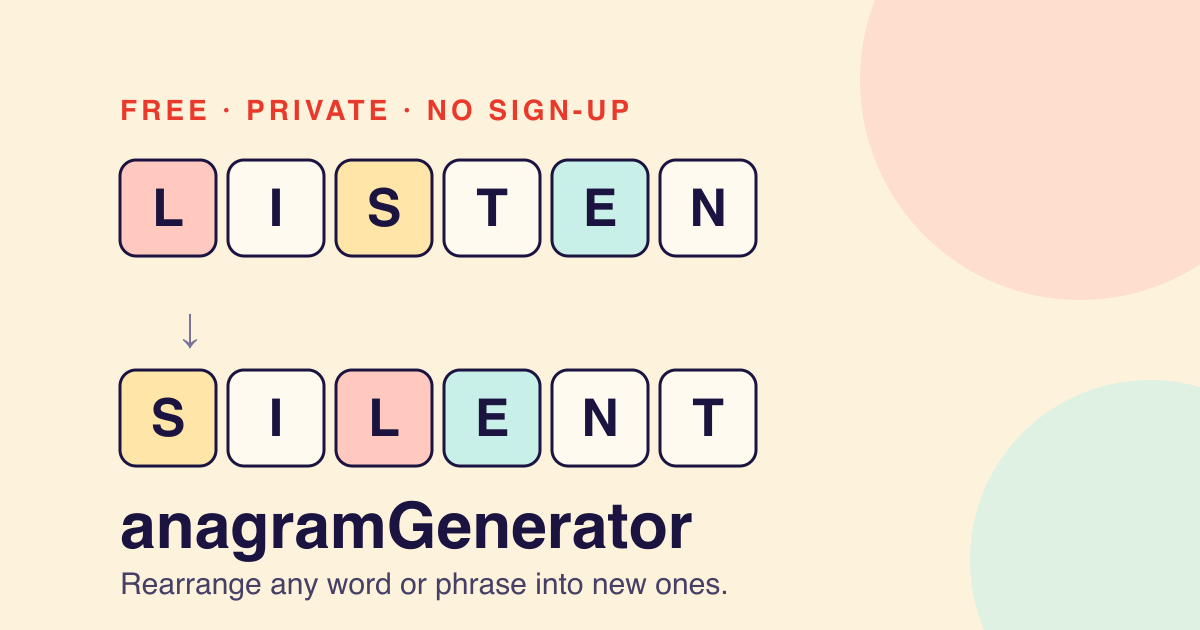 FREE · PRIVATE · NO SIGN-UP
LISTEN
↓
SILENT
anagramGenerator
Rearrange any word or phrase into new ones.